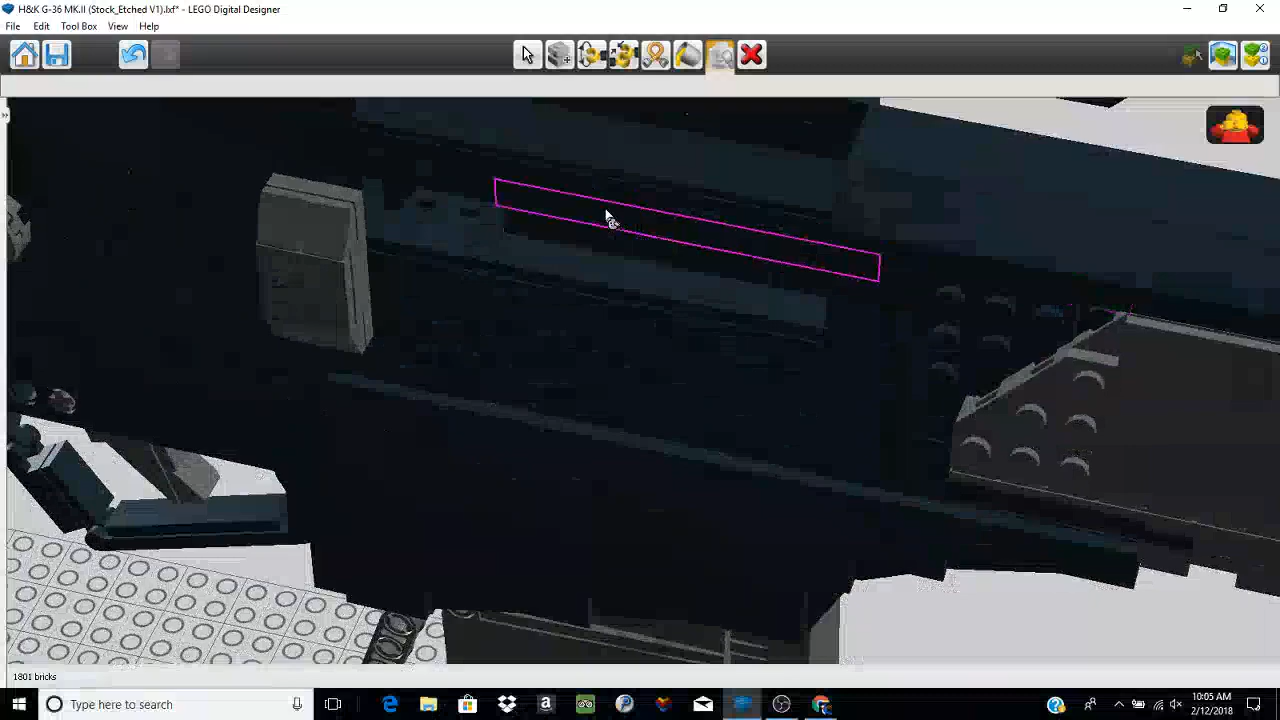 H&K G-36 MK.II (Stock_Etched V1).lxf* - LEGO Digital Designer
File Edit Tool Box View Help
1801 bricks
Type here to search
10:05 AM
2/12/2018